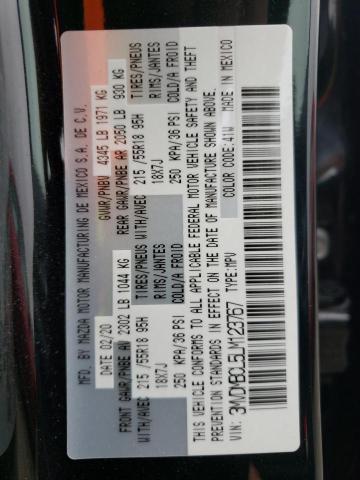 MFD. BY MAZDA MOTOR MANUFACTURING DE MEXICO S.A. DE C.V.
DATE 02/20 GVWR/PNBV 4345 LB 1971 KG
FRONT GAWR/PNBE AV 2302 LB 1044 KG REAR GAWR/PNBE AR 2050 LB 930 KG
WITH/AVEC 215 /55R18 95H TIRES/PNEUS WITH/AVEC 215 /55R18 95H TIRES/PNEUS
18X7J RIMS/JANTES 18X7J RIMS/JANTES
250 KPA/36 PSI COLD/A FROID 250 KPA/36 PSI COLD/A FROID
THIS VEHICLE CONFORMS TO ALL APPLICABLE FEDERAL MOTOR VEHICLE SAFETY AND THEFT
PREVENTION STANDARDS IN EFFECT ON THE DATE OF MANUFACTURE SHOWN ABOVE.
VIN: 3MVDMBCL5LM123767 TYPE:MPV COLOR CODE: 41W MADE IN MEXICO